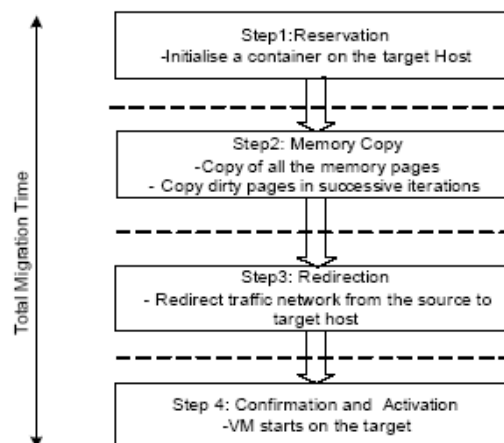 Total Migration Time
Step1:Reservation
-Initialise a container on the target Host
Step2: Memory Copy
-Copy of all the memory pages
- Copy dirty pages in successive iterations
Step3: Redirection
- Redirect traffic network from the source to
target host
Step 4: Confirmation and Activation
-VM starts on the target